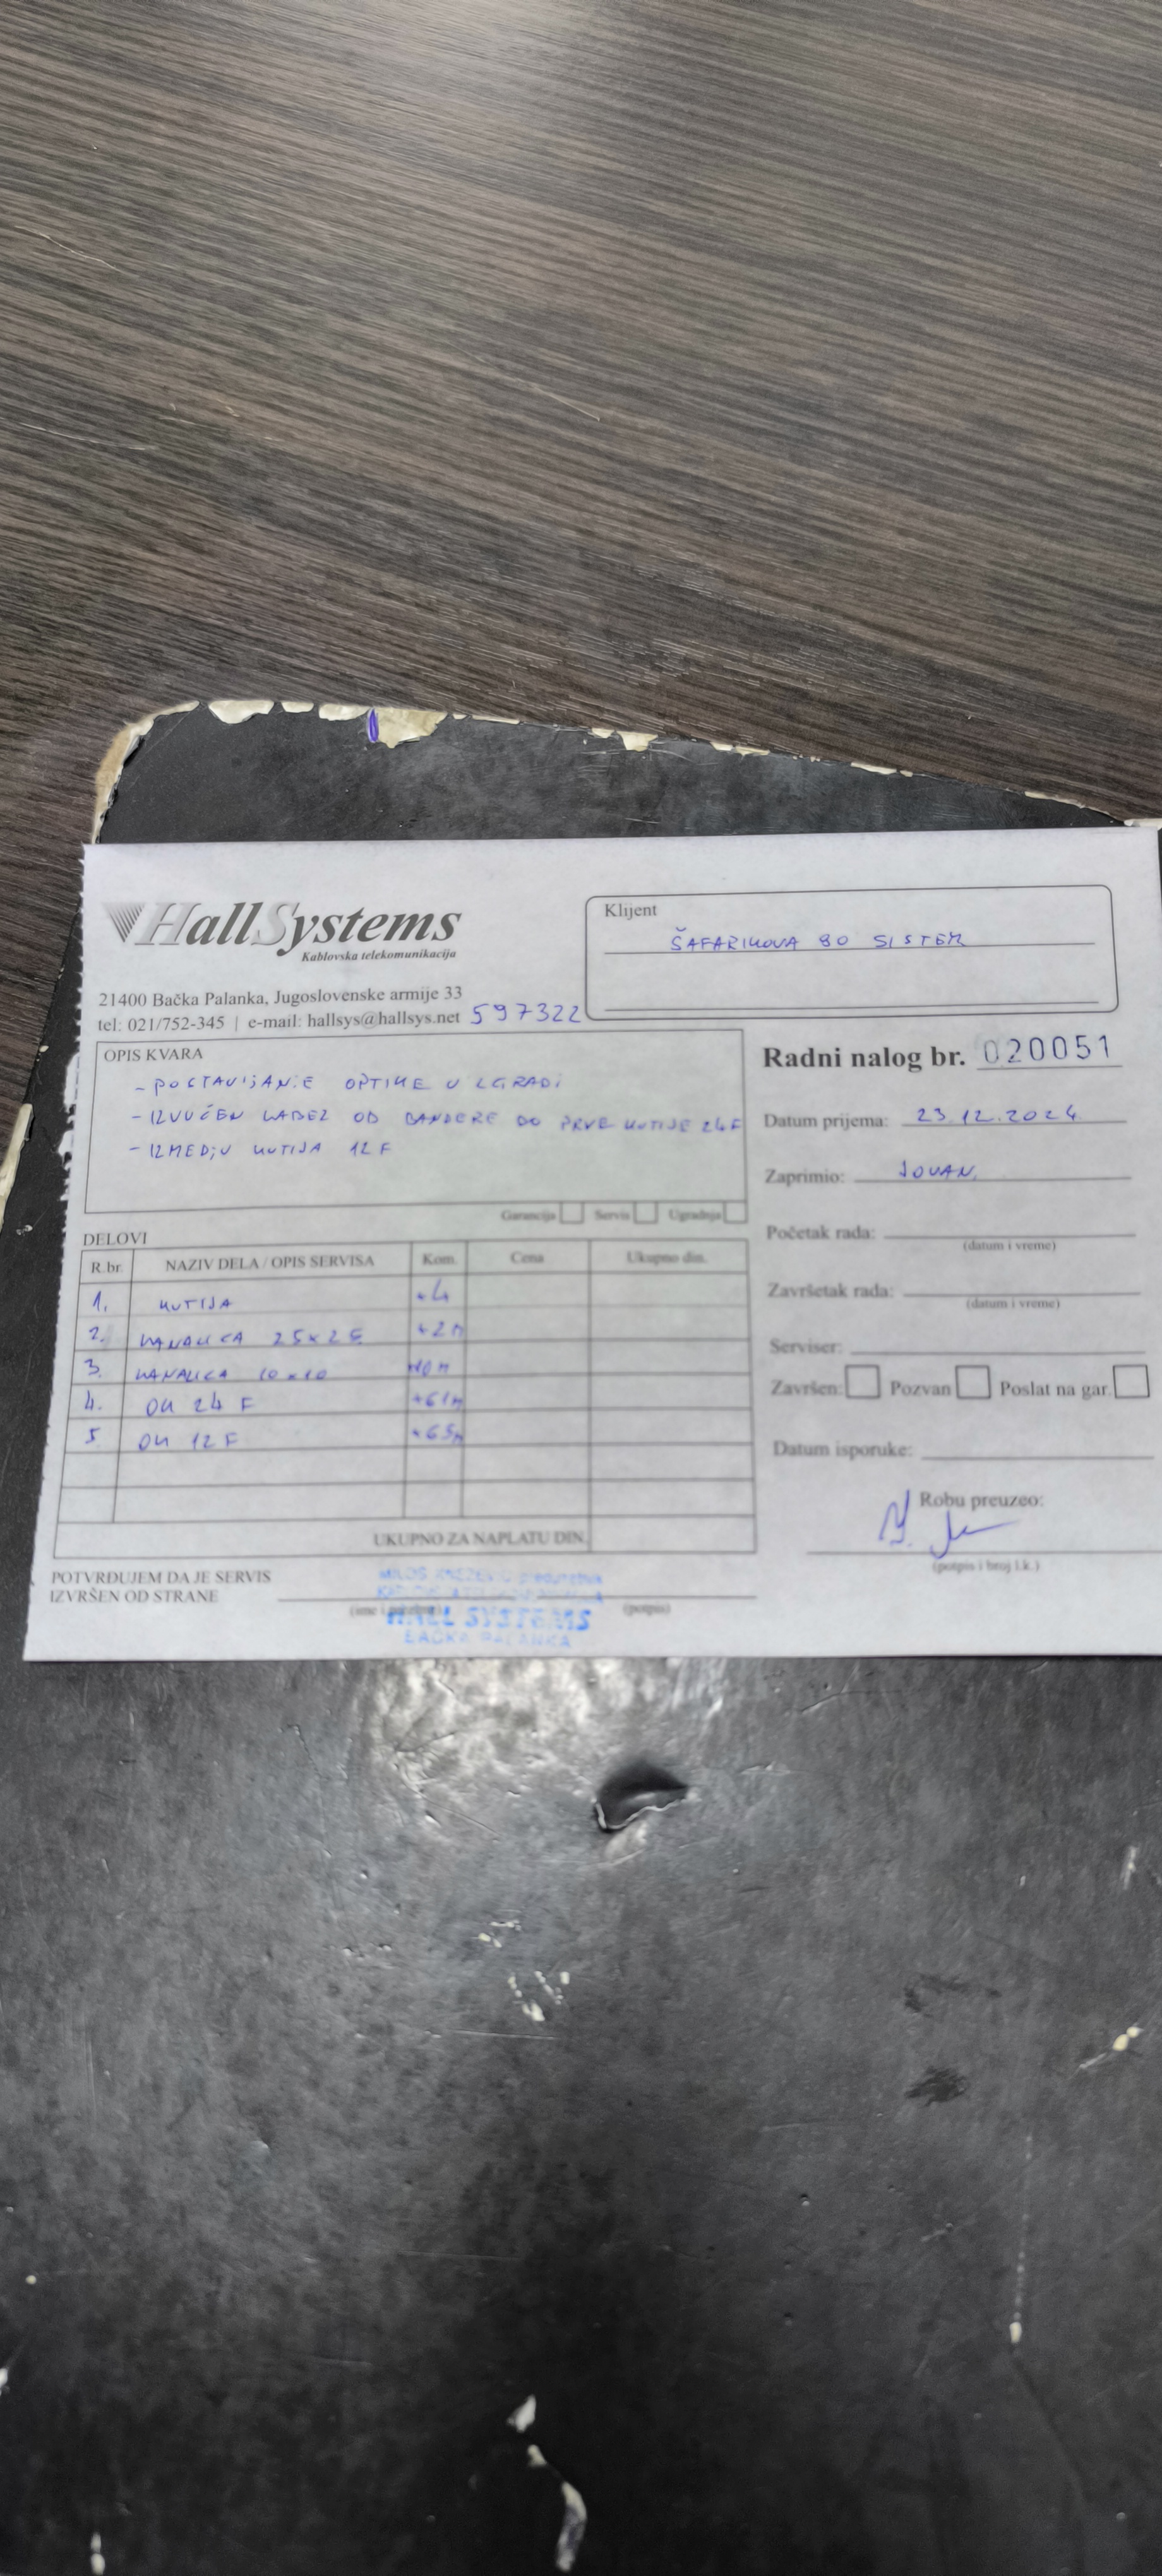 HallSystems
Kablovska telekomunikacija
21400 Bačka Palanka, Jugoslovenske armije 33
tel: 021/752-345 | e-mail: hallsys@hallsys.net 597322
Klijent
ŠAFARIKOVA 80 SISTEM
OPIS KVARA
- POSTAVIJANJE OPTIKE U ZGRADI
- IZVUČEN KABEZ OD BANDERE DO PRVE KUTIJE 24F
- IZMEDJU KUTIJA 12 F
Garancija Servis Ugradnja
Radni nalog br. 020051
Datum prijema: 23.12.2024
Zaprimio: JOVAN.
Početak rada:
(datum i vreme)
Završetak rada:
(datum i vreme)
Serviser:
Završen: Pozvan Poslat na gar.
Datum isporuke:
Robu preuzeo:
(potpis i broj l.k.)
DELOVI
R.br. NAZIV DELA / OPIS SERVISA Kom. Cena Ukupno din.
1. KUTIJA 4
2. KANALICA 25x25 2m
3. KANALICA 10x10 10m
4. OK 24 F 61m
5 OK 12 F 65m
UKUPNO ZA NAPLATU DIN.
POTVRĐUJEM DA JE SERVIS
IZVRŠEN OD STRANE
(potpis)
HALL SYSTEMS
BAČKA PALANKA